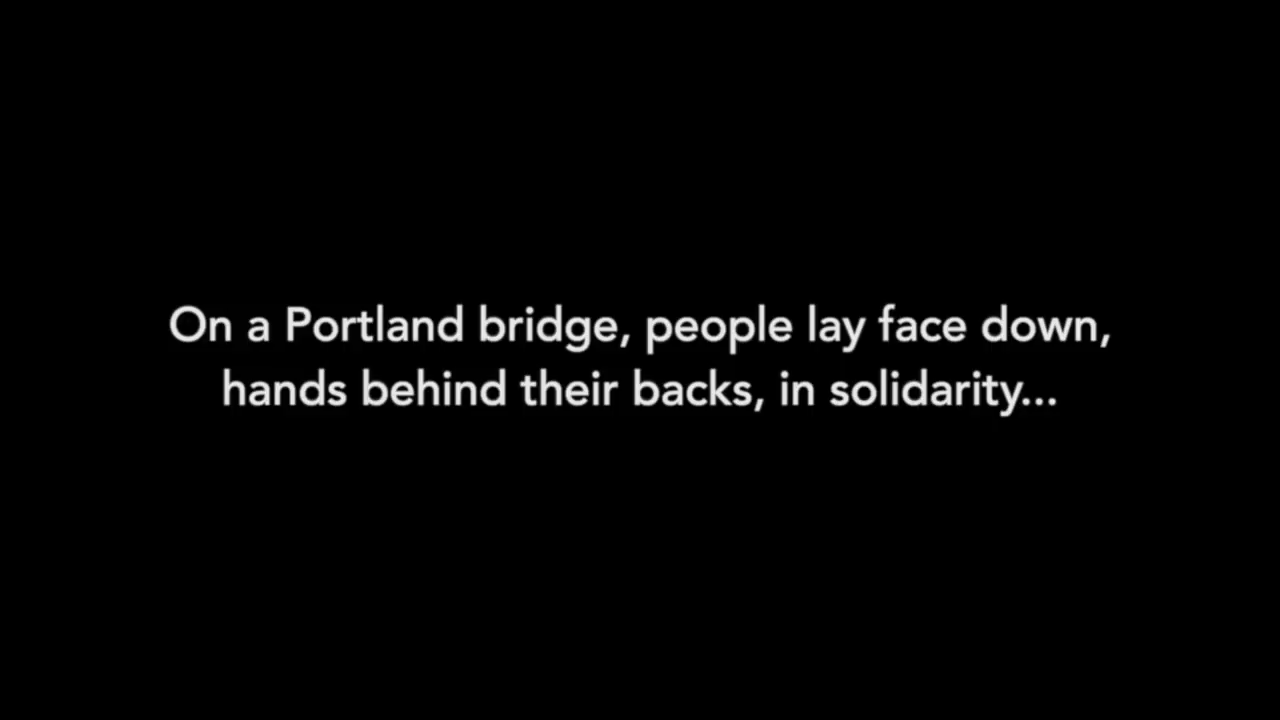 On a Portland bridge, people lay face down,
hands behind their backs, in solidarity...